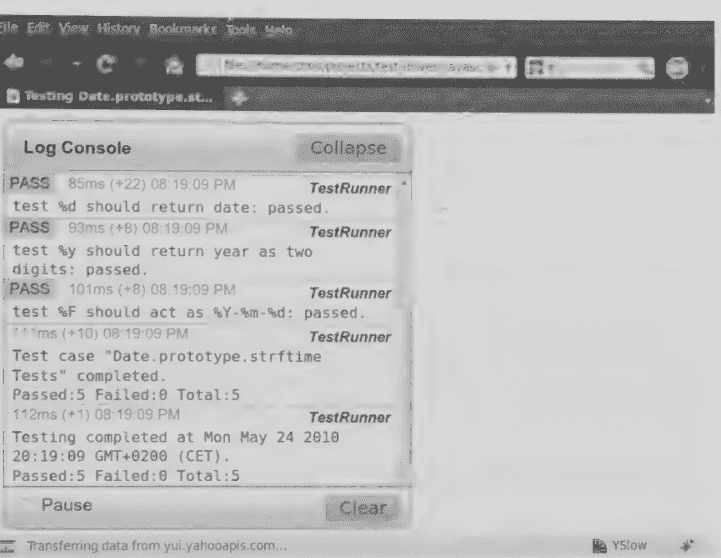 File Edit View History Bookmarks Tools Help
Testing Date.prototype.st...
Log Console Collapse
PASS 85ms (+22) 08:19:09 PM TestRunner
test %d should return date: passed.
PASS 93ms (+8) 08:19:09 PM TestRunner
test %y should return year as two
digits: passed.
PASS 101ms (+8) 08:19:09 PM TestRunner
test %F should act as %Y-%m-%d: passed.
(+10) 08:19:09 PM TestRunner
Test case "Date.prototype.strftime
Tests" completed.
Passed:5 Failed:0 Total:5
112ms (+1) 08:19:09 PM TestRunner
Testing completed at Mon May 24 2010
20:19:09 GMT+0200 (CET).
Passed:5 Failed:0 Total:5
Pause Clear
Transferring data from yui.yahooapis.com... YSlow